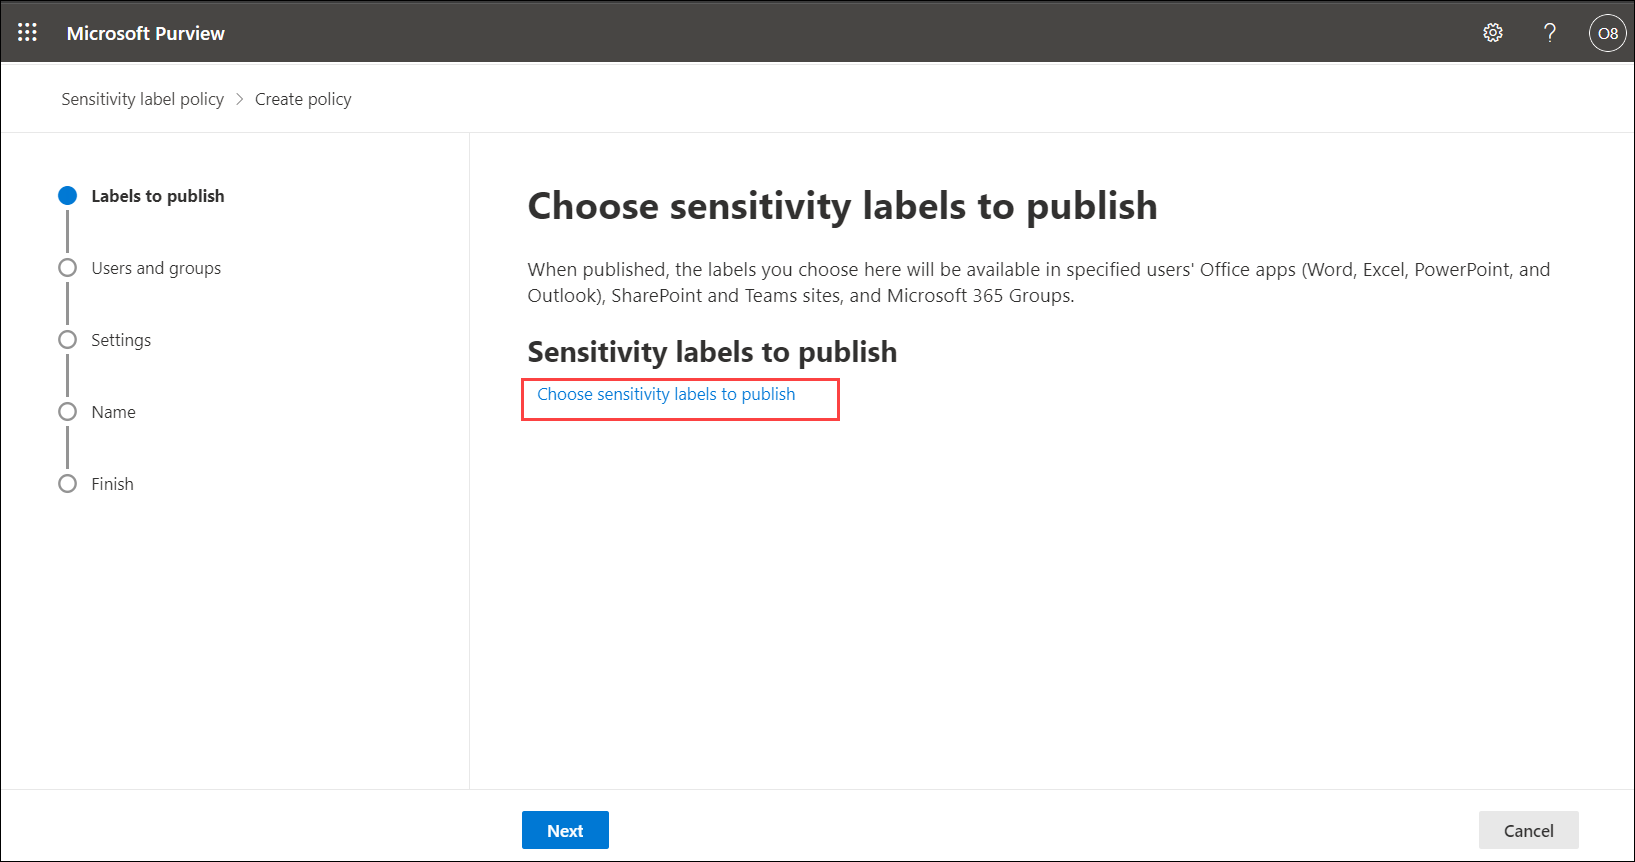 Microsoft Purview
?
O8
Sensitivity label policy > Create policy
Labels to publish
Users and groups
Settings
Name
Finish
Choose sensitivity labels to publish
When published, the labels you choose here will be available in specified users' Office apps (Word, Excel, PowerPoint, and
Outlook), SharePoint and Teams sites, and Microsoft 365 Groups.
Sensitivity labels to publish
Choose sensitivity labels to publish
Next
Cancel